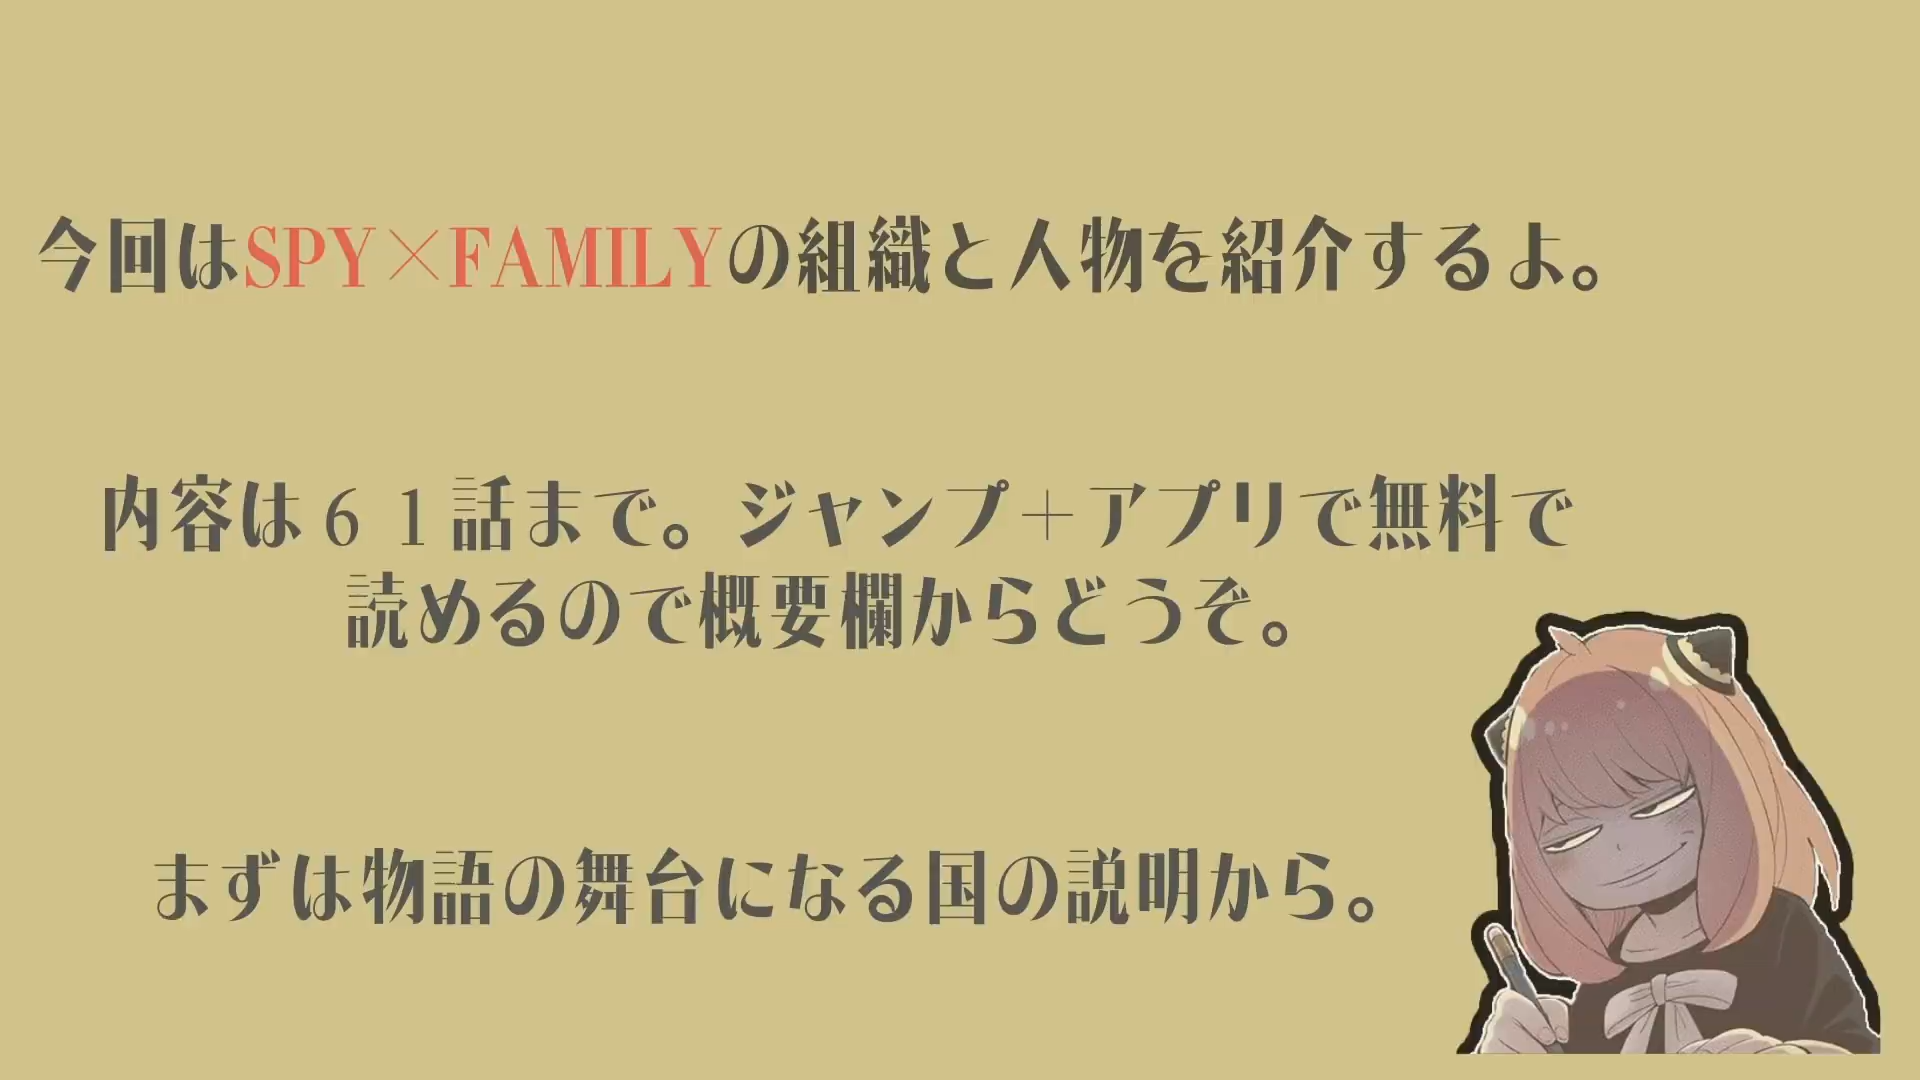 今回はSPY×FAMILYの組織と人物を紹介するよ。
内容は６１話まで。ジャンプ＋アプリで無料で
読めるので概要欄からどうぞ。
まずは物語の舞台になる国の説明から。